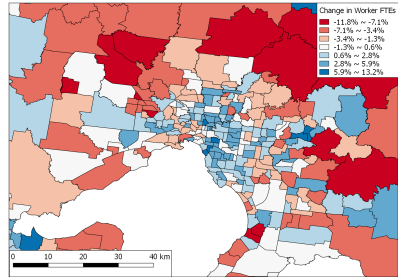 Change in Worker FTEs
-11.8% ~ -7.1%
-7.1% ~ -3.4%
-3.4% ~ -1.3%
-1.3% ~ 0.6%
0.6% ~ 2.8%
2.8% ~ 5.9%
5.9% ~ 13.2%
0 10 20 30 40 km